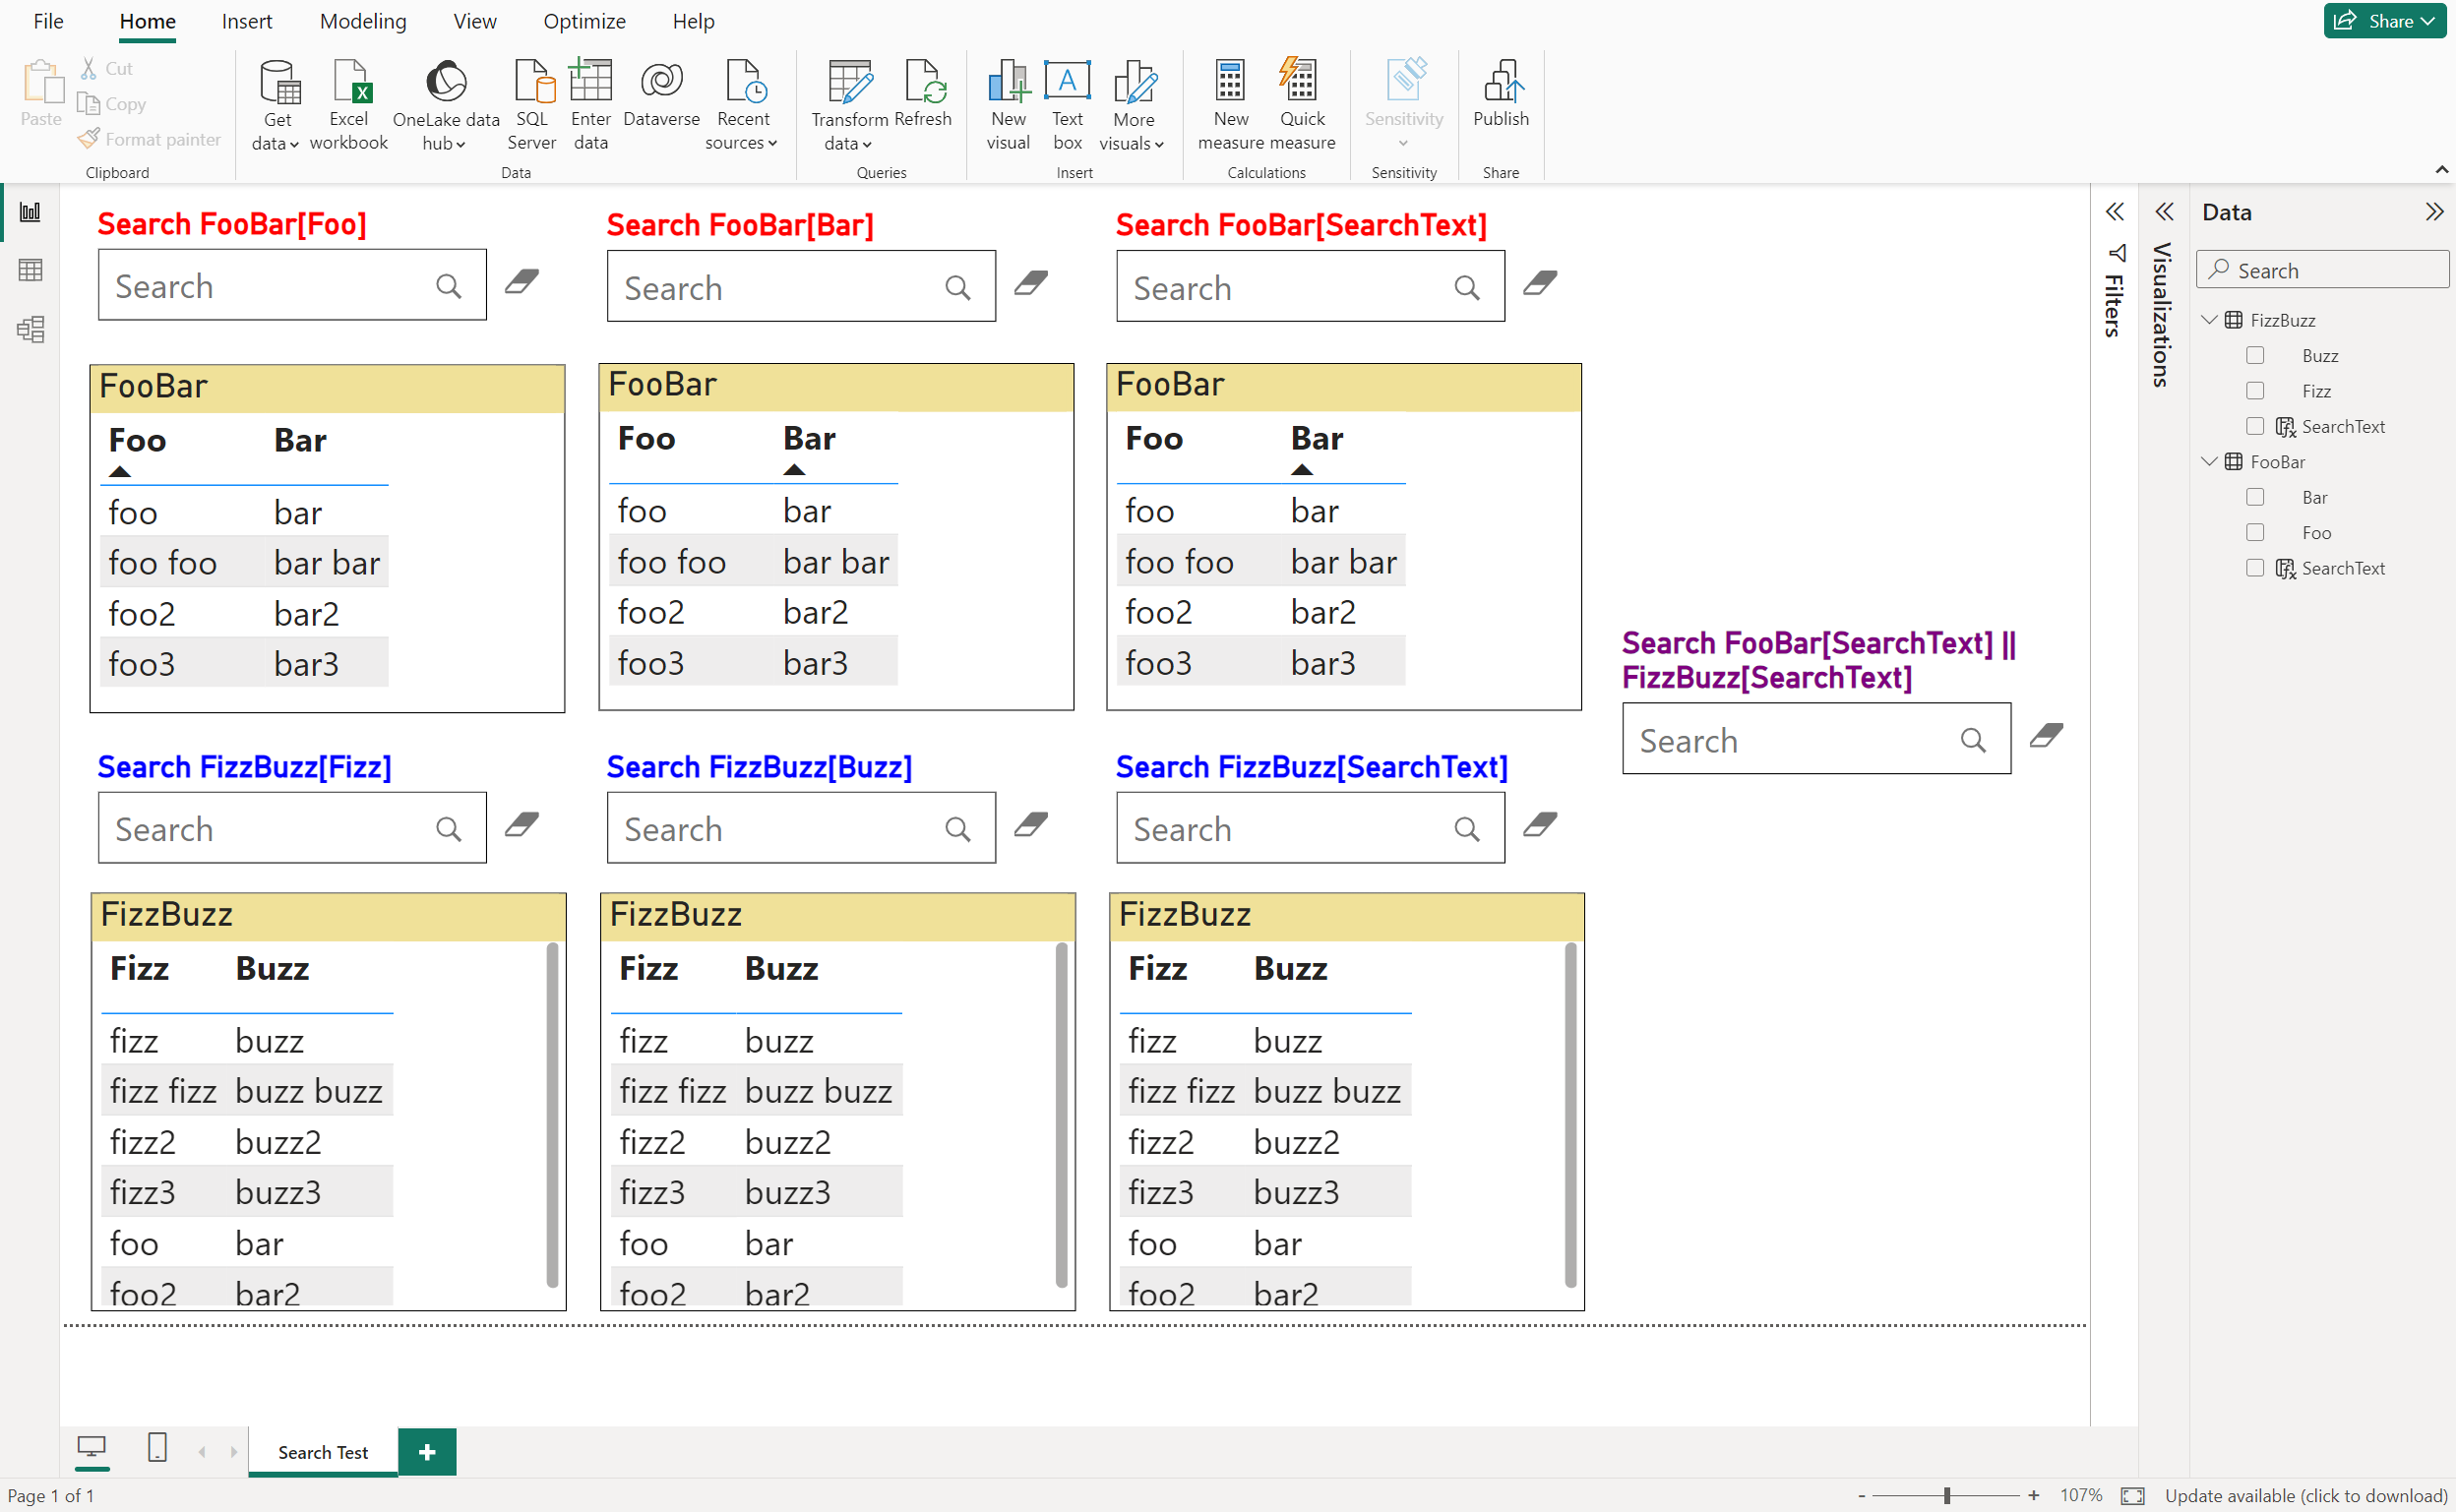 File Home Insert Modeling View Optimize Help Share
Paste Cut Copy Format painter
Clipboard
Get data Excel workbook OneLake data hub SQL Server Enter data Dataverse Recent sources
Data
Transform data Refresh
Queries
New visual Text box More visuals
Insert
New measure Quick measure
Calculations
Sensitivity
Sensitivity
Publish
Share
Search FooBar[Foo]
Search
Search FooBar[Bar]
Search
Search FooBar[SearchText]
Search
FooBar
Foo Bar
foo bar
foo foo bar bar
foo2 bar2
foo3 bar3
FooBar
Foo Bar
foo bar
foo foo bar bar
foo2 bar2
foo3 bar3
FooBar
Foo Bar
foo bar
foo foo bar bar
foo2 bar2
foo3 bar3
Search FooBar[SearchText] ||
FizzBuzz[SearchText]
Search
Search FizzBuzz[Fizz]
Search
Search FizzBuzz[Buzz]
Search
Search FizzBuzz[SearchText]
Search
FizzBuzz
Fizz Buzz
fizz buzz
fizz fizz buzz buzz
fizz2 buzz2
fizz3 buzz3
foo bar
foo2 bar2
FizzBuzz
Fizz Buzz
fizz buzz
fizz fizz buzz buzz
fizz2 buzz2
fizz3 buzz3
foo bar
foo2 bar2
FizzBuzz
Fizz Buzz
fizz buzz
fizz fizz buzz buzz
fizz2 buzz2
fizz3 buzz3
foo bar
foo2 bar2
Filters
Visualizations
Data
Search
FizzBuzz
Buzz
Fizz
SearchText
FooBar
Bar
Foo
SearchText
Search Test
Page 1 of 1
- + 107% Update available (click to download)